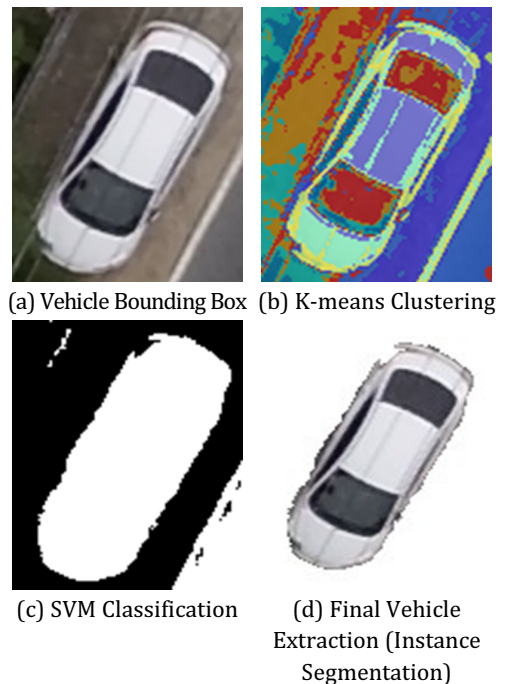 (a) Vehicle Bounding Box
(b) K-means Clustering
(c) SVM Classification
(d) Final Vehicle
Extraction (Instance
Segmentation)